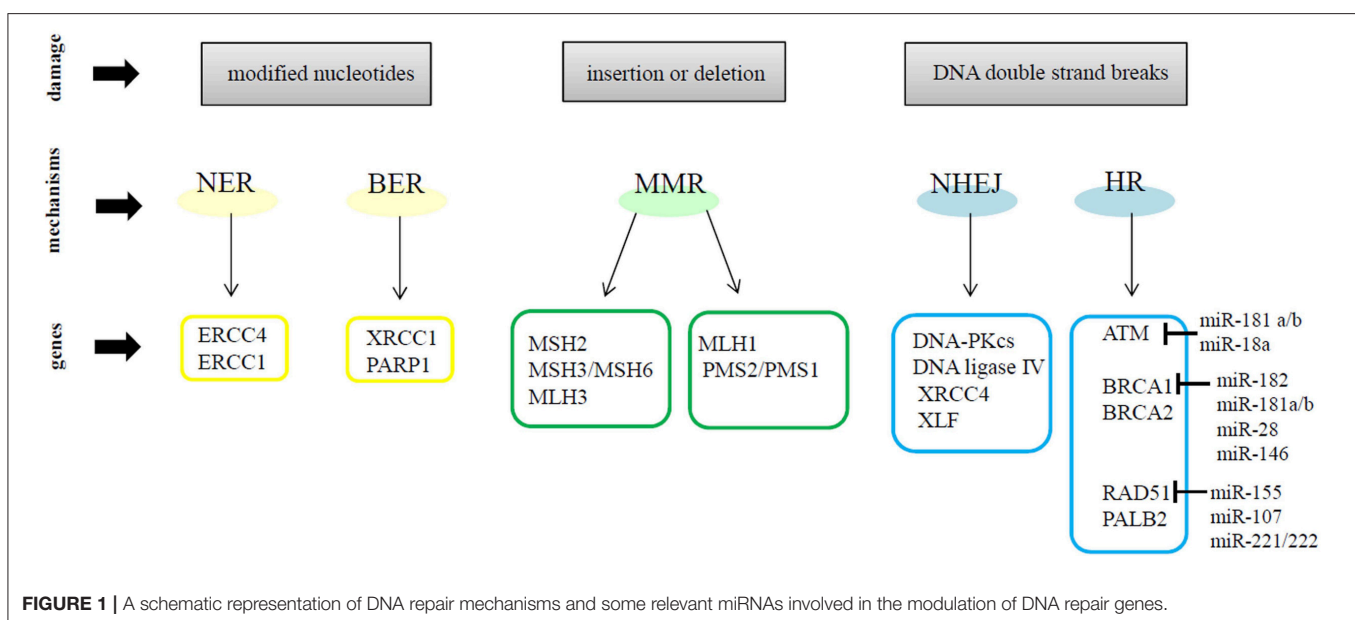 damage
modified nucleotides
insertion or deletion
DNA double strand breaks
mechanisms
NER
BER
MMR
NHEJ
HR
genes
ERCC4
ERCC1
XRCC1
PARP1
MSH2
MSH3/MSH6
MLH3
MLH1
PMS2/PMS1
DNA-PKcs
DNA ligase IV
XRCC4
XLF
ATM
BRCA1
BRCA2
RAD51
PALB2
miR-181 a/b
miR-18a
miR-182
miR-181a/b
miR-28
miR-146
miR-155
miR-107
miR-221/222
FIGURE 1 | A schematic representation of DNA repair mechanisms and some relevant miRNAs involved in the modulation of DNA repair genes.